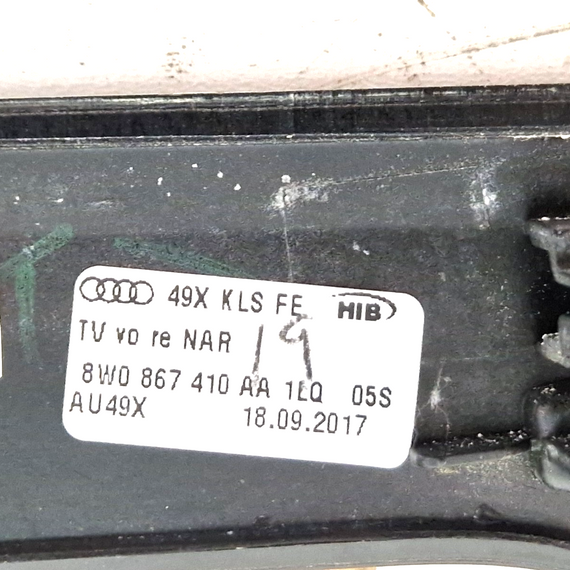 49X KLS FE HIB
TV vo re NAR 19
8W0 867 410 AA 1LQ 05S
AU49X 18.09.2017